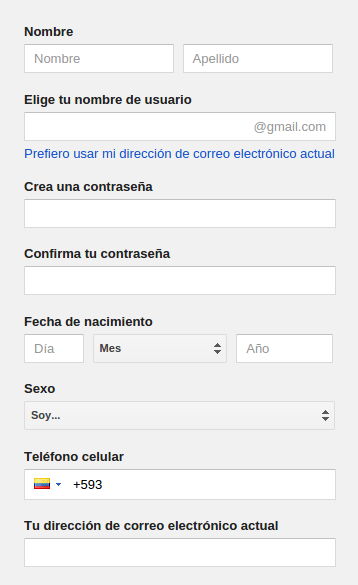 Nombre
Nombre Apellido
Elige tu nombre de usuario
@gmail.com
Prefiero usar mi dirección de correo electrónico actual
Crea una contraseña
Confirma tu contraseña
Fecha de nacimiento
Día Mes Año
Sexo
Soy...
Teléfono celular
+593
Tu dirección de correo electrónico actual